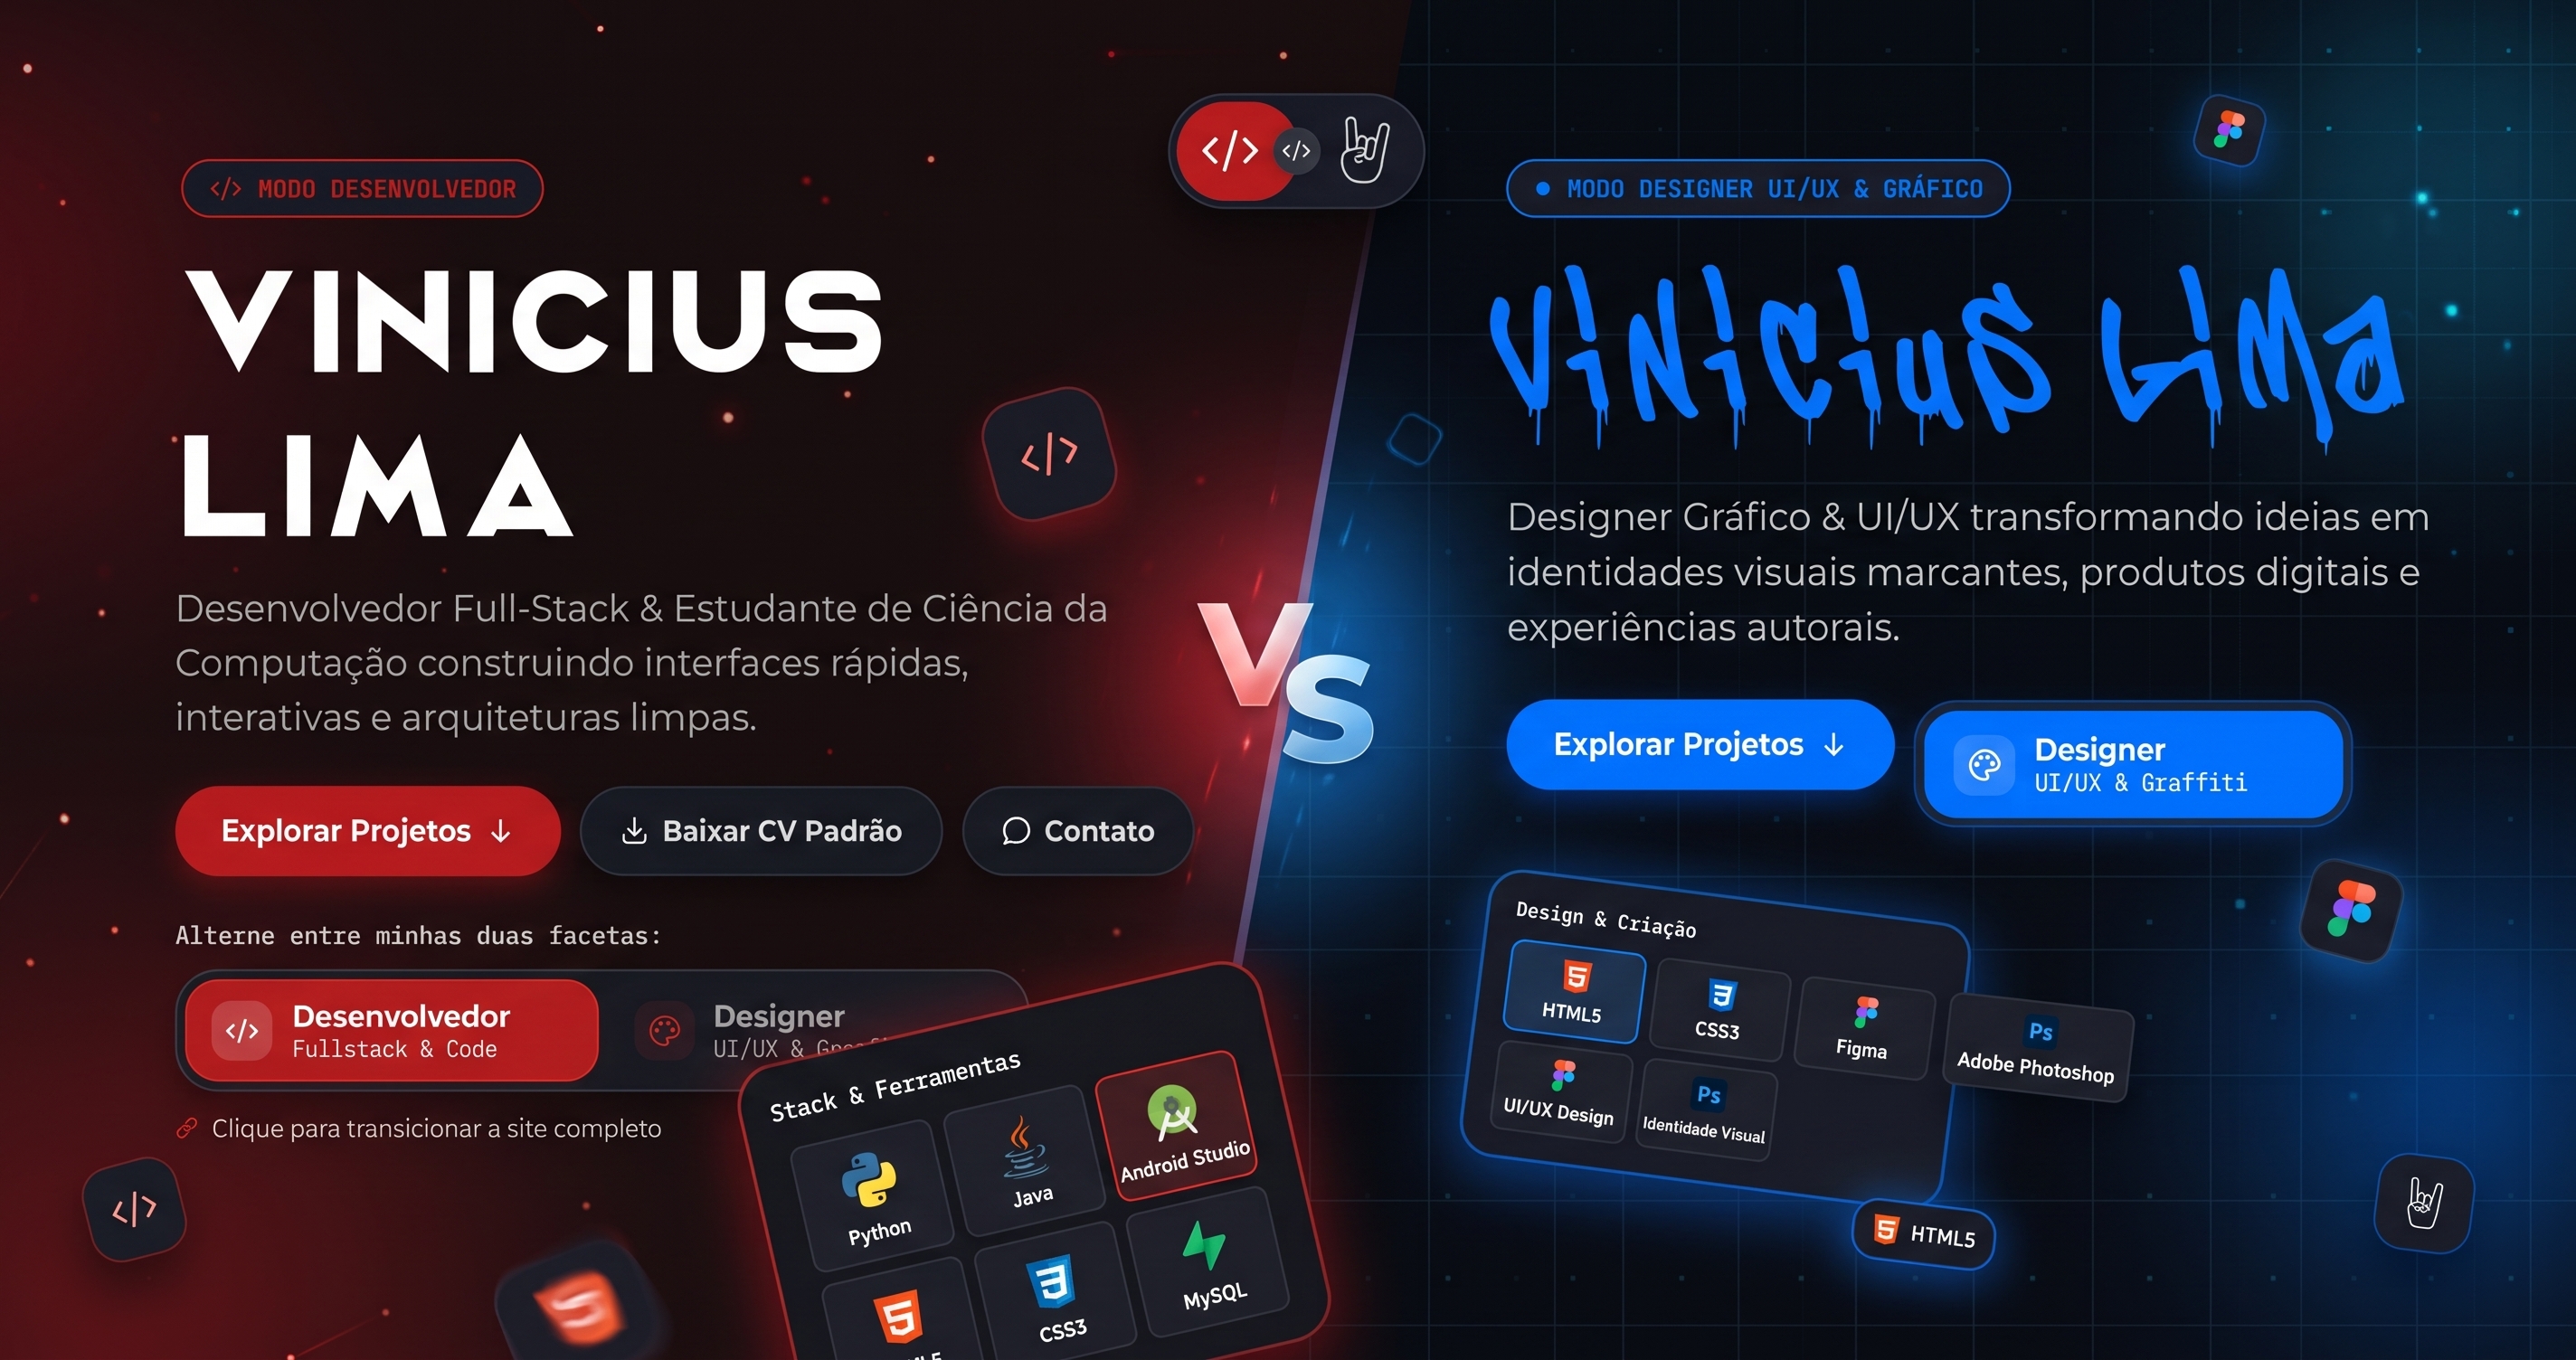 </> MODO DESENVOLVEDOR
VINICIUS
LIMA
Desenvolvedor Full-Stack & Estudante de Ciência da
Computação construindo interfaces rápidas,
interativas e arquiteturas limpas.
Explorar Projetos ↓
Baixar CV Padrão
Contato
Alterne entre minhas duas facetas:
</> Desenvolvedor
Fullstack & Code
Designer
UI/UX &
Clique para transicionar a site completo
</>
</>
Stack & Ferramentas
Python
Java
Android Studio
CSS3
MySQL
</> </>
VS
MODO DESIGNER UI/UX & GRÁFICO
ViNiCiuS LiMa
Designer Gráfico & UI/UX transformando ideias em
identidades visuais marcantes, produtos digitais e
experiências autorais.
Explorar Projetos ↓
Designer
UI/UX & Graffiti
Design & Criação
HTML5
CSS3
Figma
Ps
Adobe Photoshop
UI/UX Design
Ps
Identidade Visual
HTML5